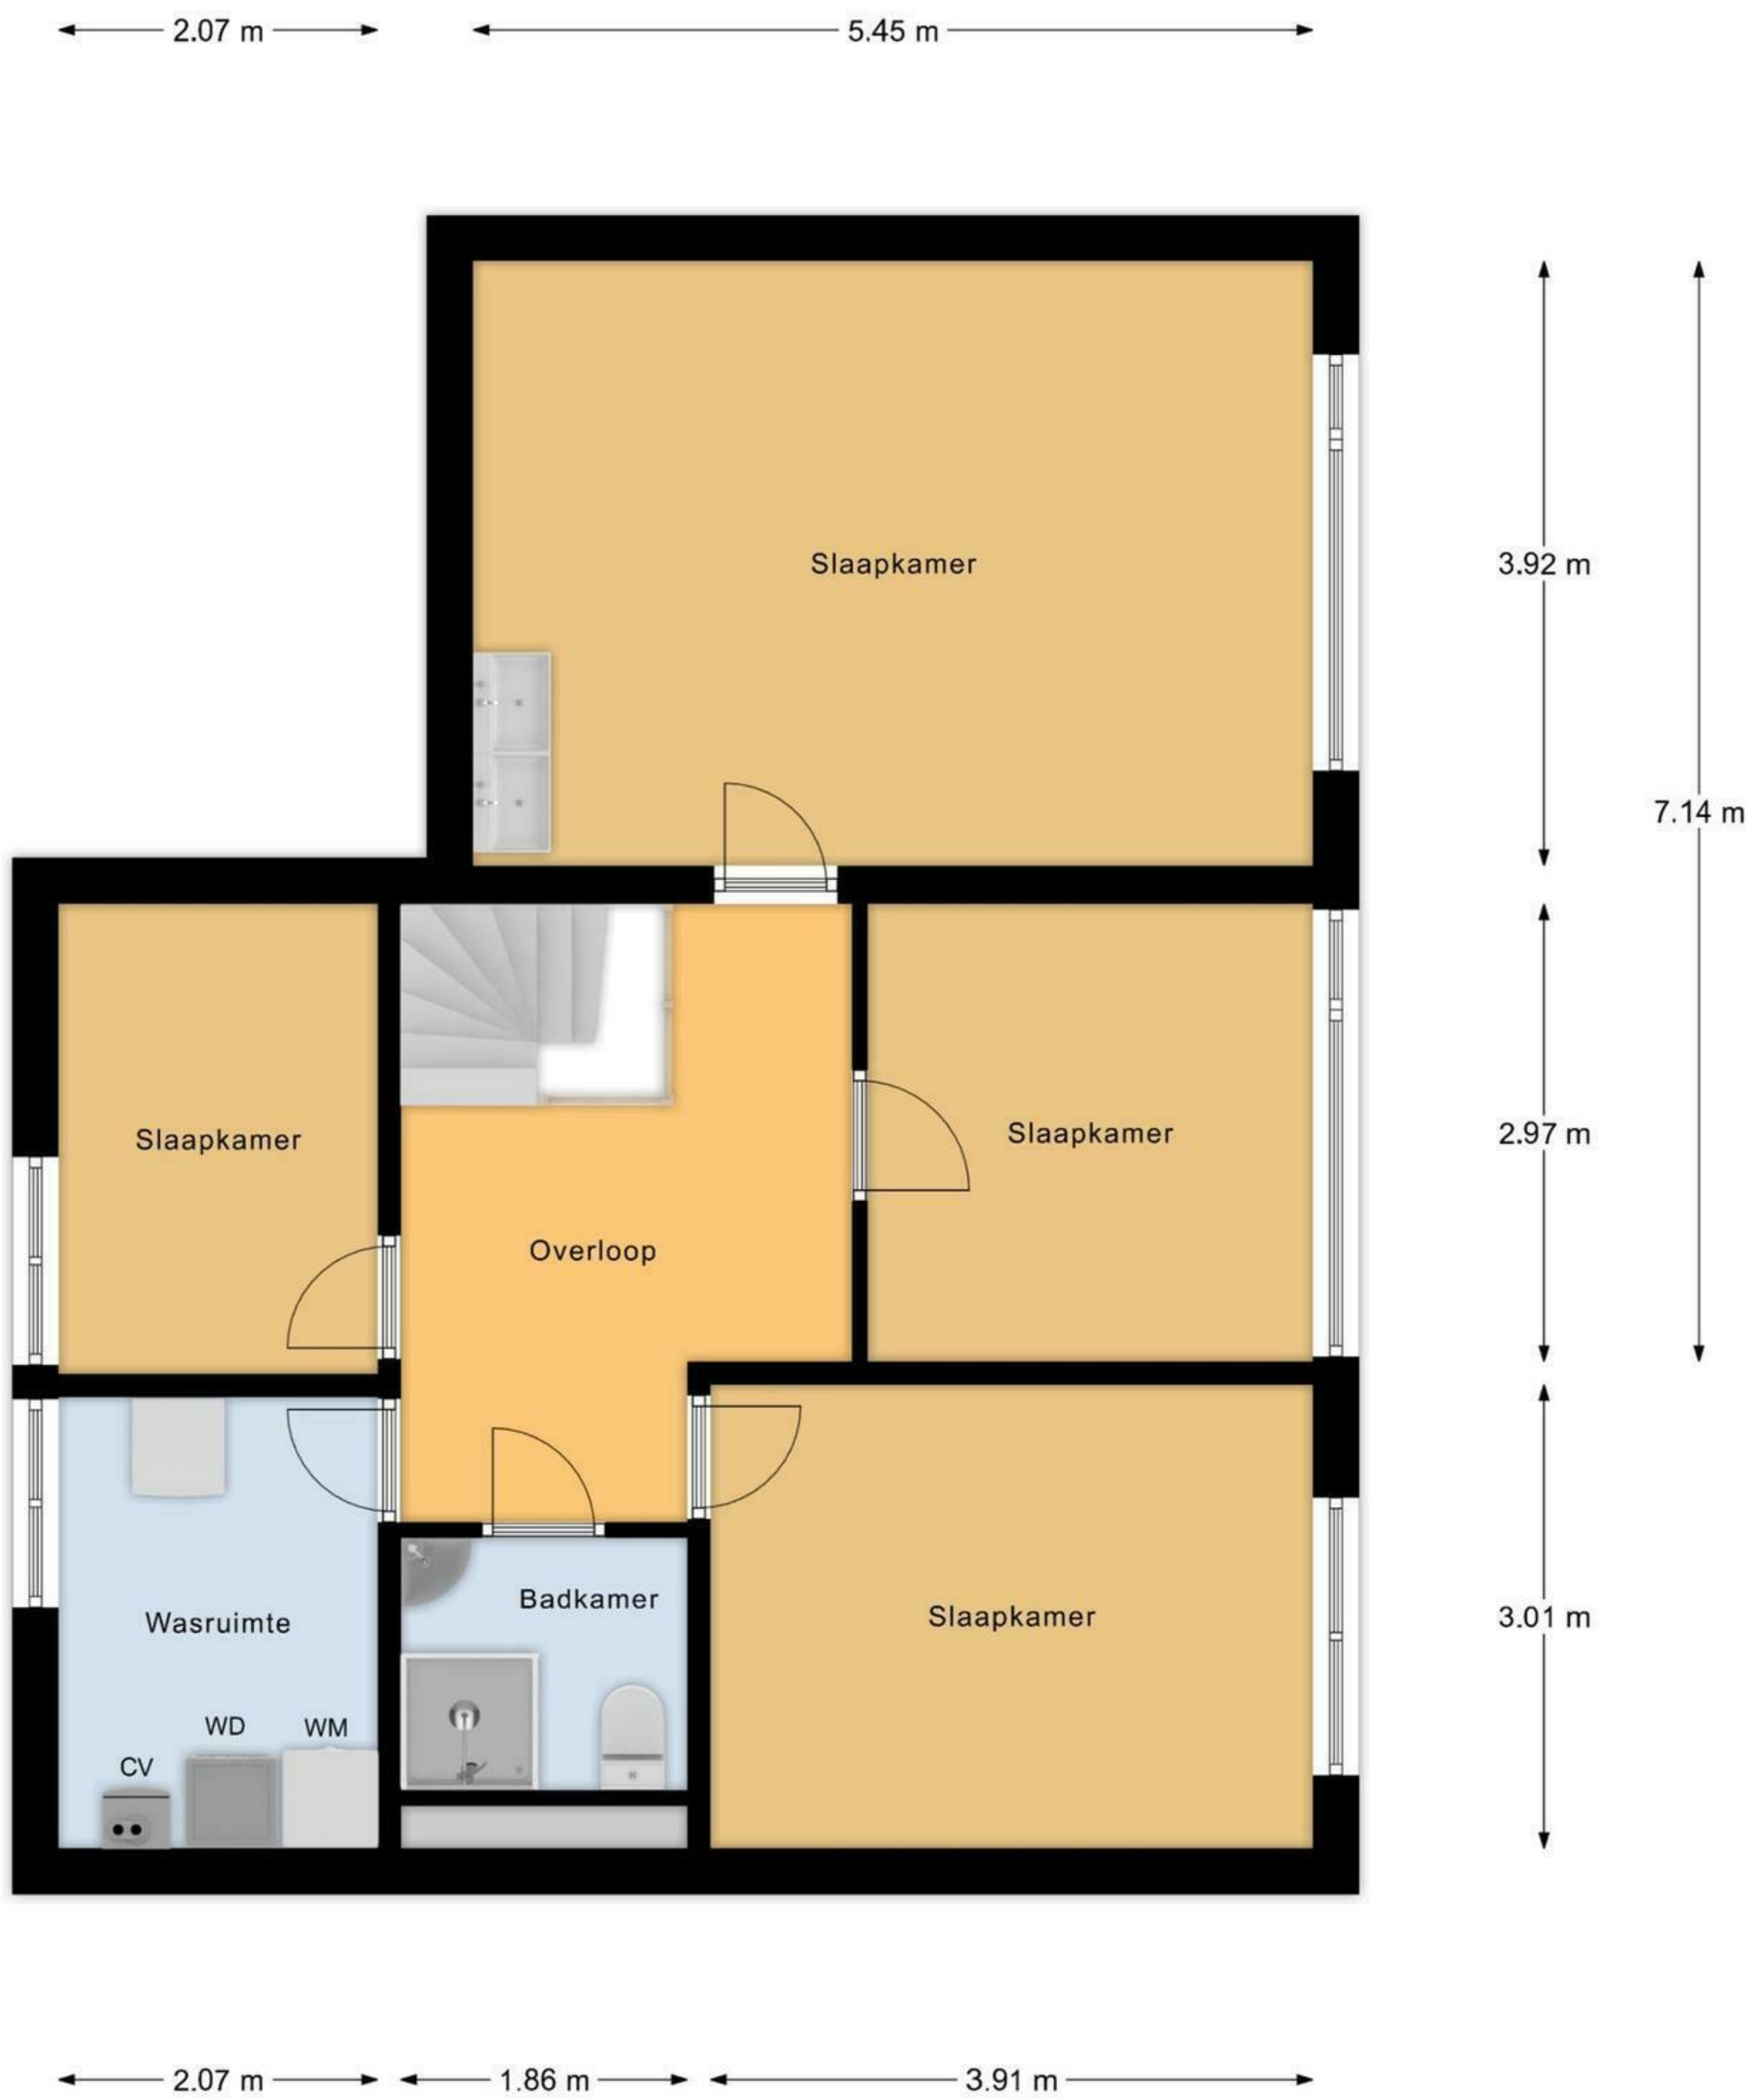 2.07 m
5.45 m
Slaapkamer
3.92 m
7.14 m
Slaapkamer
Slaapkamer
2.97 m
Overloop
Badkamer
Wasruimte
Slaapkamer
3.01 m
WD
WM
CV
2.07 m
1.86 m
3.91 m